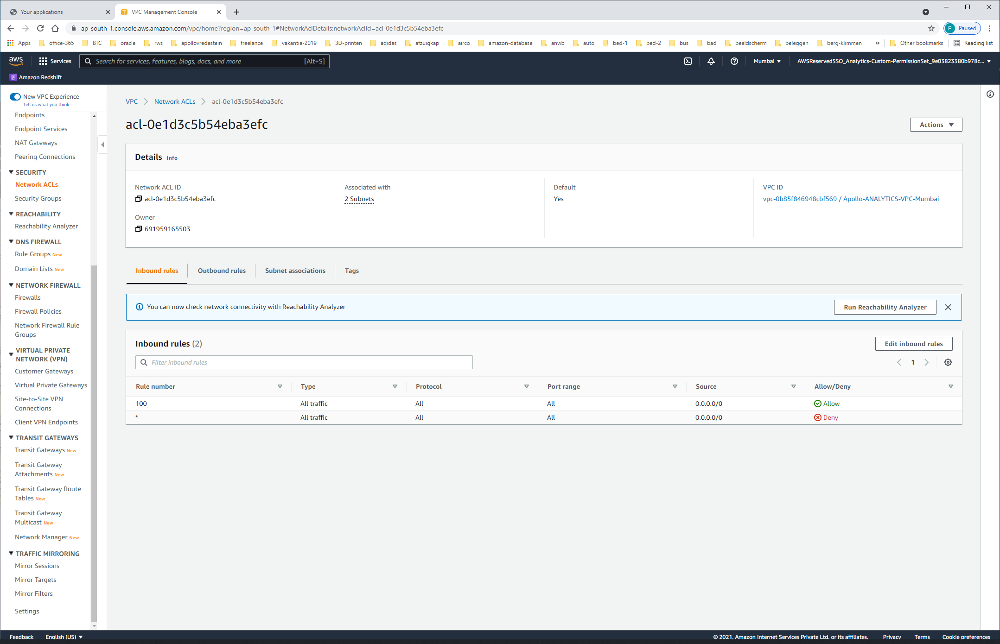 Your applications
VPC Management Console
ap-south-1.console.aws.amazon.com/vpc/home?region=ap-south-1#NetworkAclDetails:networkAclId=acl-0e1d3c5b54eba3efc
P Paused
Apps office-365 BTC oracle rws apollovredestein freelance vakantie-2019 3D-printen adidas afzuigkap airco amazon-database anwb auto bed-1 bed-2 bus bad beeldscherm beleggen berg-klimmen » Other bookmarks Reading list
aws Services Search for services, features, blogs, docs, and more [Alt+S] Mumbai AWSReservedSSO_Analytics-Custom-PermissionSet_9e03823380b978c...
Amazon Redshift
New VPC Experience
Tell us what you think
Endpoints
Endpoint Services
NAT Gateways
Peering Connections
SECURITY
Network ACLs
Security Groups
REACHABILITY
Reachability Analyzer
DNS FIREWALL
Rule Groups New
Domain Lists New
NETWORK FIREWALL
Firewalls
Firewall Policies
Network Firewall Rule
Groups
VIRTUAL PRIVATE
NETWORK (VPN)
Customer Gateways
Virtual Private Gateways
Site-to-Site VPN
Connections
Client VPN Endpoints
TRANSIT GATEWAYS
Transit Gateways New
Transit Gateway
Attachments New
Transit Gateway Route
Tables New
Transit Gateway
Multicast New
Network Manager New
TRAFFIC MIRRORING
Mirror Sessions
Mirror Targets
Mirror Filters
Settings
VPC Network ACLs acl-0e1d3c5b54eba3efc
acl-0e1d3c5b54eba3efc
Actions
Details Info
Network ACL ID
acl-0e1d3c5b54eba3efc
Owner
691959165503
Associated with
2 Subnets
Default
Yes
VPC ID
vpc-0b85f846948cbf569 / Apollo-ANALYTICS-VPC-Mumbai
Inbound rules Outbound rules Subnet associations Tags
You can now check network connectivity with Reachability Analyzer
Run Reachability Analyzer
Inbound rules (2)
Edit inbound rules
Filter inbound rules
1
Rule number Type Protocol Port range Source Allow/Deny
100 All traffic All All 0.0.0.0/0 Allow
* All traffic All All 0.0.0.0/0 Deny
Feedback English (US) © 2021, Amazon Internet Services Private Ltd. or its affiliates. Privacy Terms Cookie preferences